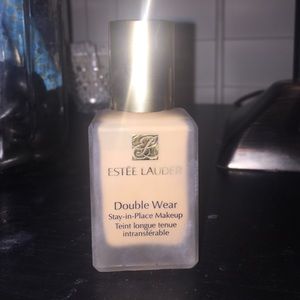 ESTĒE LAUDER
Double Wear
Stay-in-Place Makeup
Teint longue tenue
intransférable